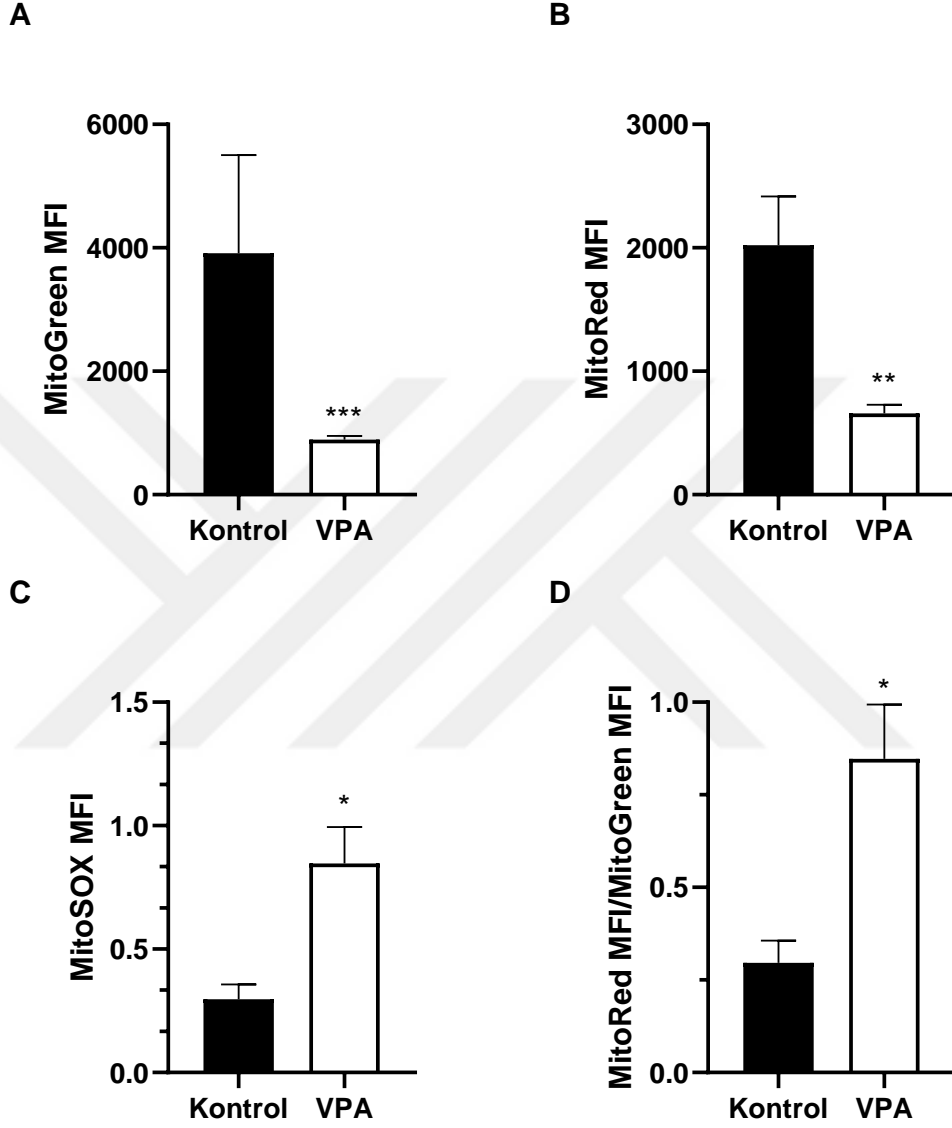 A
MitoGreen MFI
6000
4000
2000
0
***
Kontrol VPA
B
MitoRed MFI
3000
2000
1000
0
**
Kontrol VPA
C
MitoSOX MFI
1.5
1.0
0.5
0.0
*
Kontrol VPA
D
MitoRed MFI/MitoGreen MFI
1.0
0.5
0.0
*
Kontrol VPA